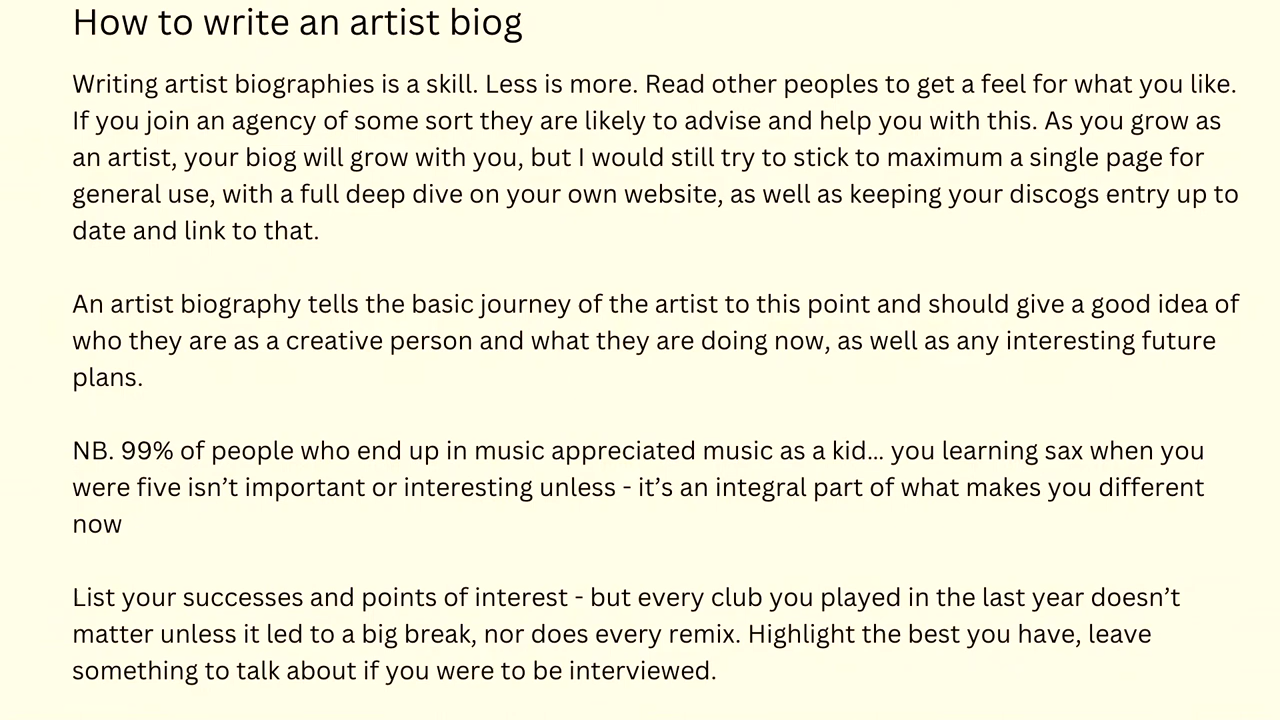 How to write an artist biog
Writing artist biographies is a skill. Less is more. Read other peoples to get a feel for what you like.
If you join an agency of some sort they are likely to advise and help you with this. As you grow as
an artist, your biog will grow with you, but I would still try to stick to maximum a single page for
general use, with a full deep dive on your own website, as well as keeping your discogs entry up to
date and link to that.
An artist biography tells the basic journey of the artist to this point and should give a good idea of
who they are as a creative person and what they are doing now, as well as any interesting future
plans.
NB. 99% of people who end up in music appreciated music as a kid... you learning sax when you
were five isn’t important or interesting unless - it’s an integral part of what makes you different
now
List your successes and points of interest - but every club you played in the last year doesn’t
matter unless it led to a big break, nor does every remix. Highlight the best you have, leave
something to talk about if you were to be interviewed.